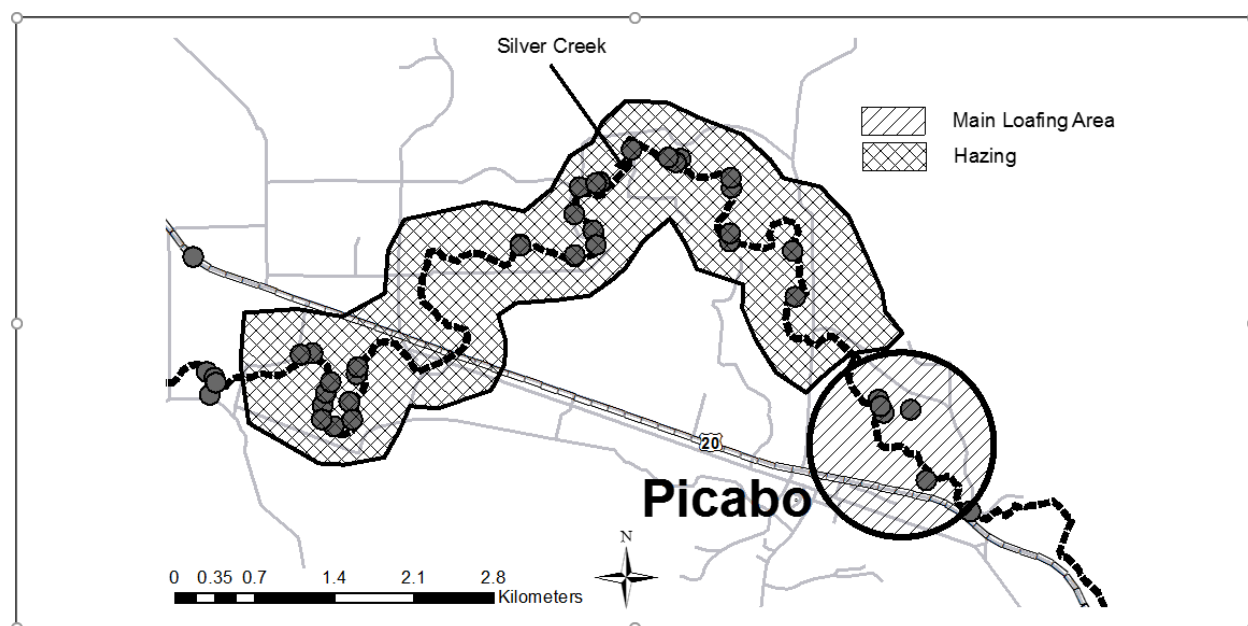 Silver Creek
Main Loafing Area
Hazing
20
Picabo
N
0 0.35 0.7 1.4 2.1 2.8
Kilometers